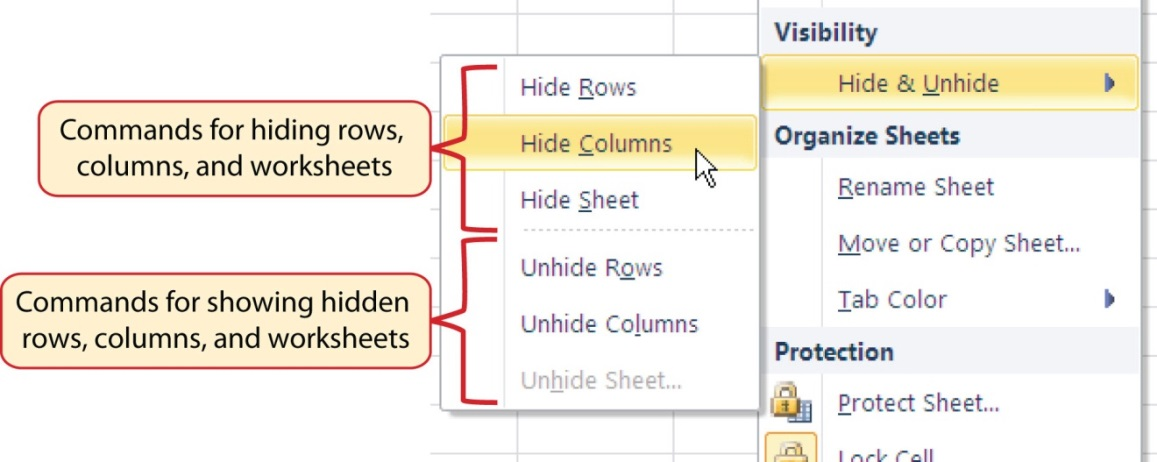 Commands for hiding rows,
columns, and worksheets
Commands for showing hidden
rows, columns, and worksheets
Hide Rows
Hide Columns
Hide Sheet
Unhide Rows
Unhide Columns
Unhide Sheet...
Visibility
Hide & Unhide
Organize Sheets
Rename Sheet
Move or Copy Sheet...
Tab Color
Protection
Protect Sheet...
Lock Cell